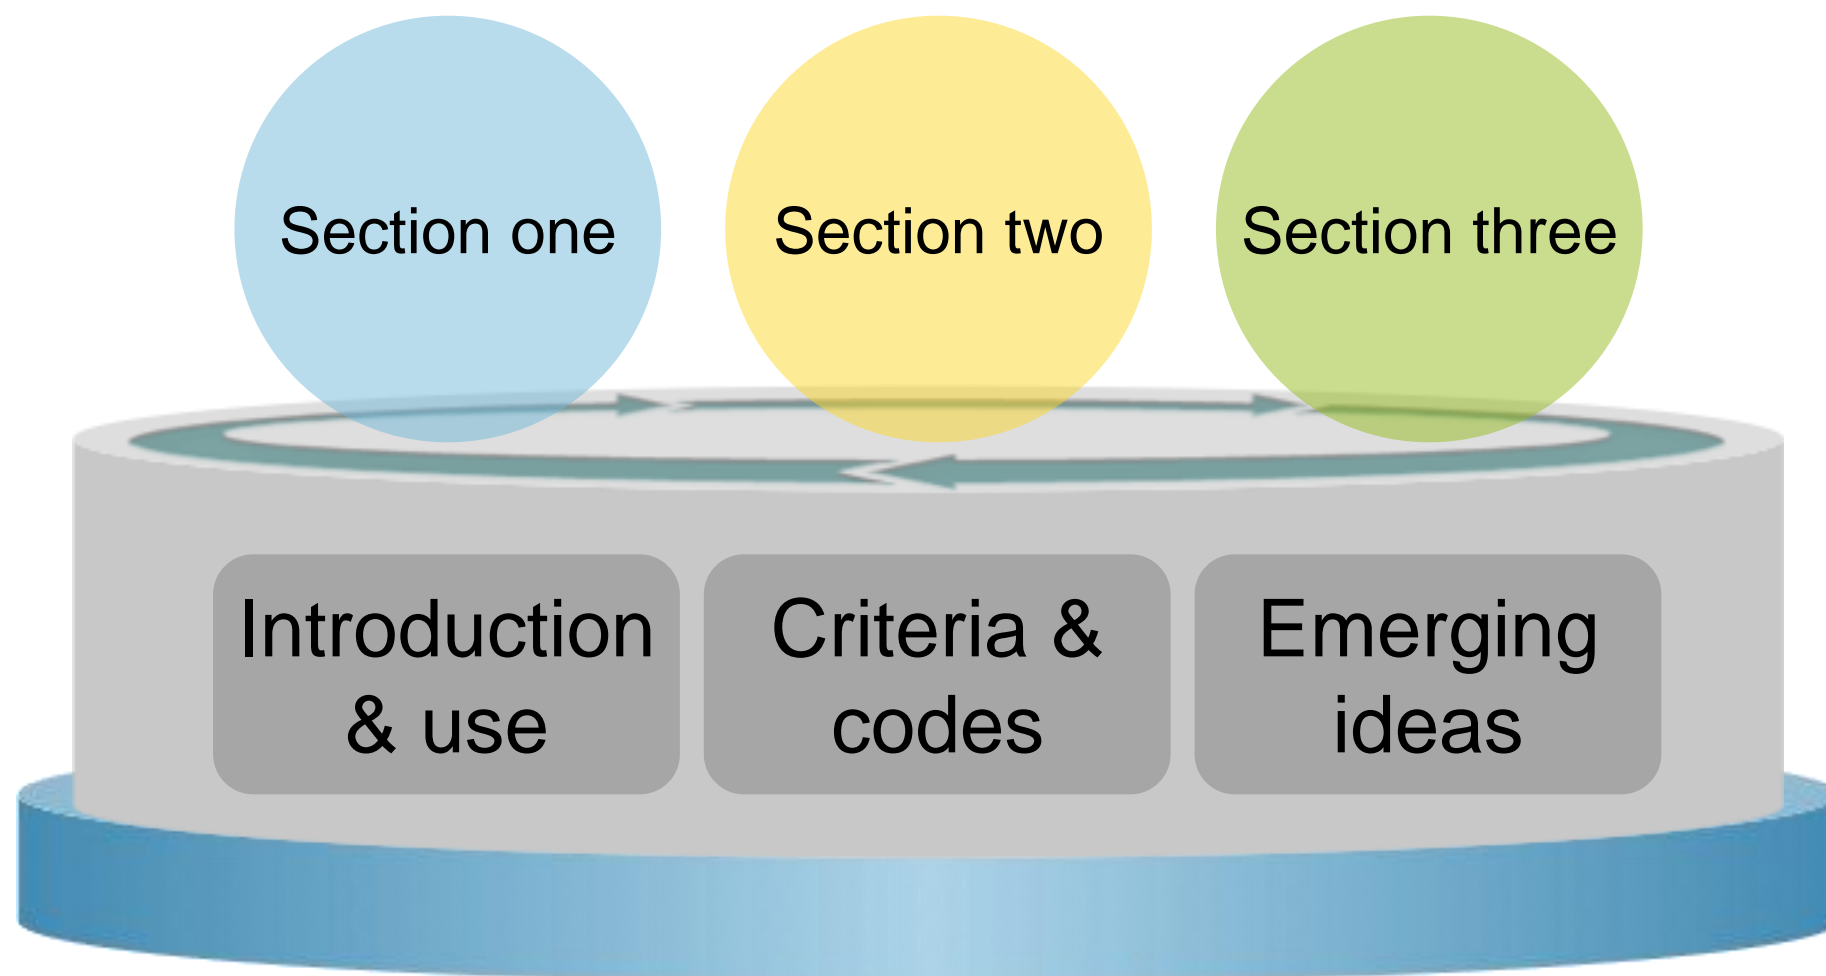 Section one
Section two
Section three
Introduction
& use
Criteria &
codes
Emerging
ideas